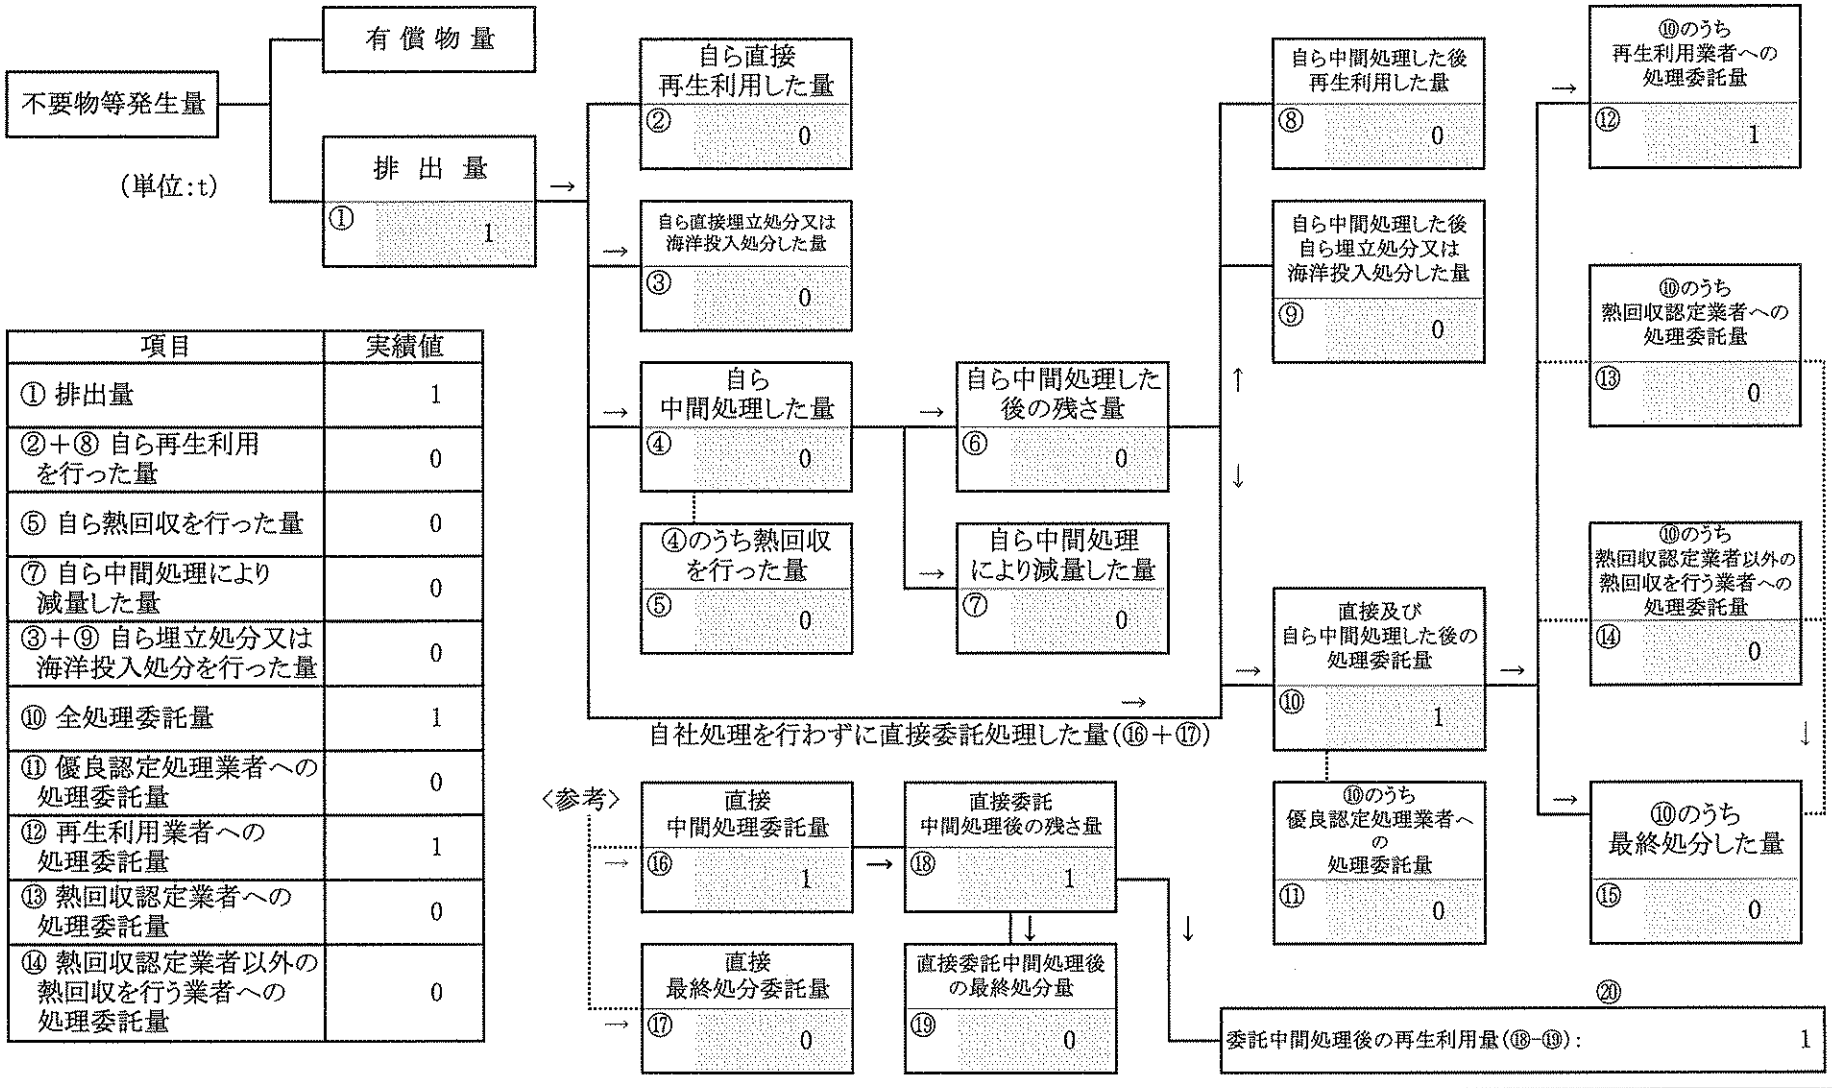 不要物等発生量
(単位:t)
有償物量
排出量
①
1
→
自ら直接
再生利用した量
②
0
→
自ら直接埋立処分又は
海洋投入処分した量
③
0
→
自ら
中間処理した量
④
0
④のうち熱回収
を行った量
⑤
0
→
自ら中間処理した
後の残さ量
⑥
0
→
自ら中間処理
により減量した量
⑦
0
→
自社処理を行わずに直接委託処理した量(⑯+⑰)
自ら中間処理した後
再生利用した量
⑧
0
自ら中間処理した後
自ら埋立処分又は
海洋投入処分した量
⑨
0
↑
↓
→
直接及び
自ら中間処理した後の
処理委託量
⑩
1
⑩のうち
優良認定処理業者へ
の
処理委託量
⑪
0
→
→
⑩のうち
再生利用業者への
処理委託量
⑫
1
⑩のうち
熱回収認定業者への
処理委託量
⑬
0
⑩のうち
熱回収認定業者以外の
熱回収を行う業者への
処理委託量
⑭
0
↓
→
⑩のうち
最終処分した量
⑮
0
項目 実績値
① 排出量 1
②+⑧ 自ら再生利用
を行った量 0
⑤ 自ら熱回収を行った量 0
⑦ 自ら中間処理により
減量した量 0
③+⑨ 自ら埋立処分又は
海洋投入処分を行った量 0
⑩ 全処理委託量 1
⑪ 優良認定処理業者への
処理委託量 0
⑫ 再生利用業者への
処理委託量 1
⑬ 熱回収認定業者への
処理委託量 0
⑭ 熱回収認定業者以外の
熱回収を行う業者への
処理委託量 0
<参考>
→
直接
中間処理委託量
⑯
1
→
直接委託
中間処理後の残さ量
⑱
1
→
直接
最終処分委託量
⑰
0
↓
直接委託中間処理後
の最終処分量
⑲
0
↓
⑳
委託中間処理後の再生利用量(⑱-⑲): 1